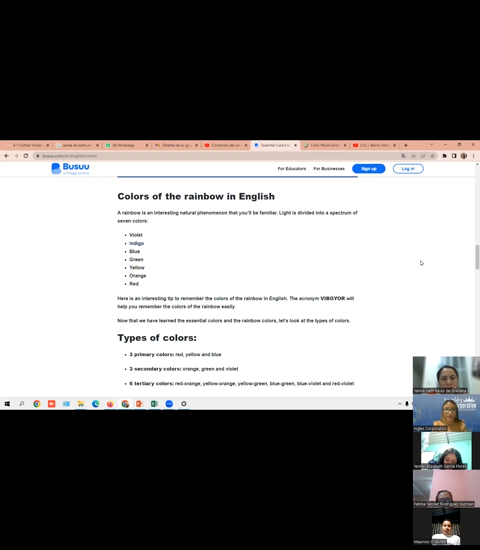 Busuu
For Educators
For Businesses
Sign up
Log in
Colors of the rainbow in English
A rainbow is an interesting natural phenomenon that you'll be familiar. Light is divided into a spectrum of
seven colors:
• Violet
• Indigo
• Blue
• Green
• Yellow
• Orange
• Red
Here is an interesting tip to remember the colors of the rainbow in English. The acronym VIBGYOR will
help you remember the colors of the rainbow easily.
Now that we have learned the essential colors and the rainbow colors, let's look at the types of colors.
Types of colors:
• 3 primary colors: red, yellow and blue
• 3 secondary colors: orange, green and violet
• 6 tertiary colors: red-orange, yellow-orange, yellow-green, blue-green, blue-violet and red-violet
Ingles Corporativo